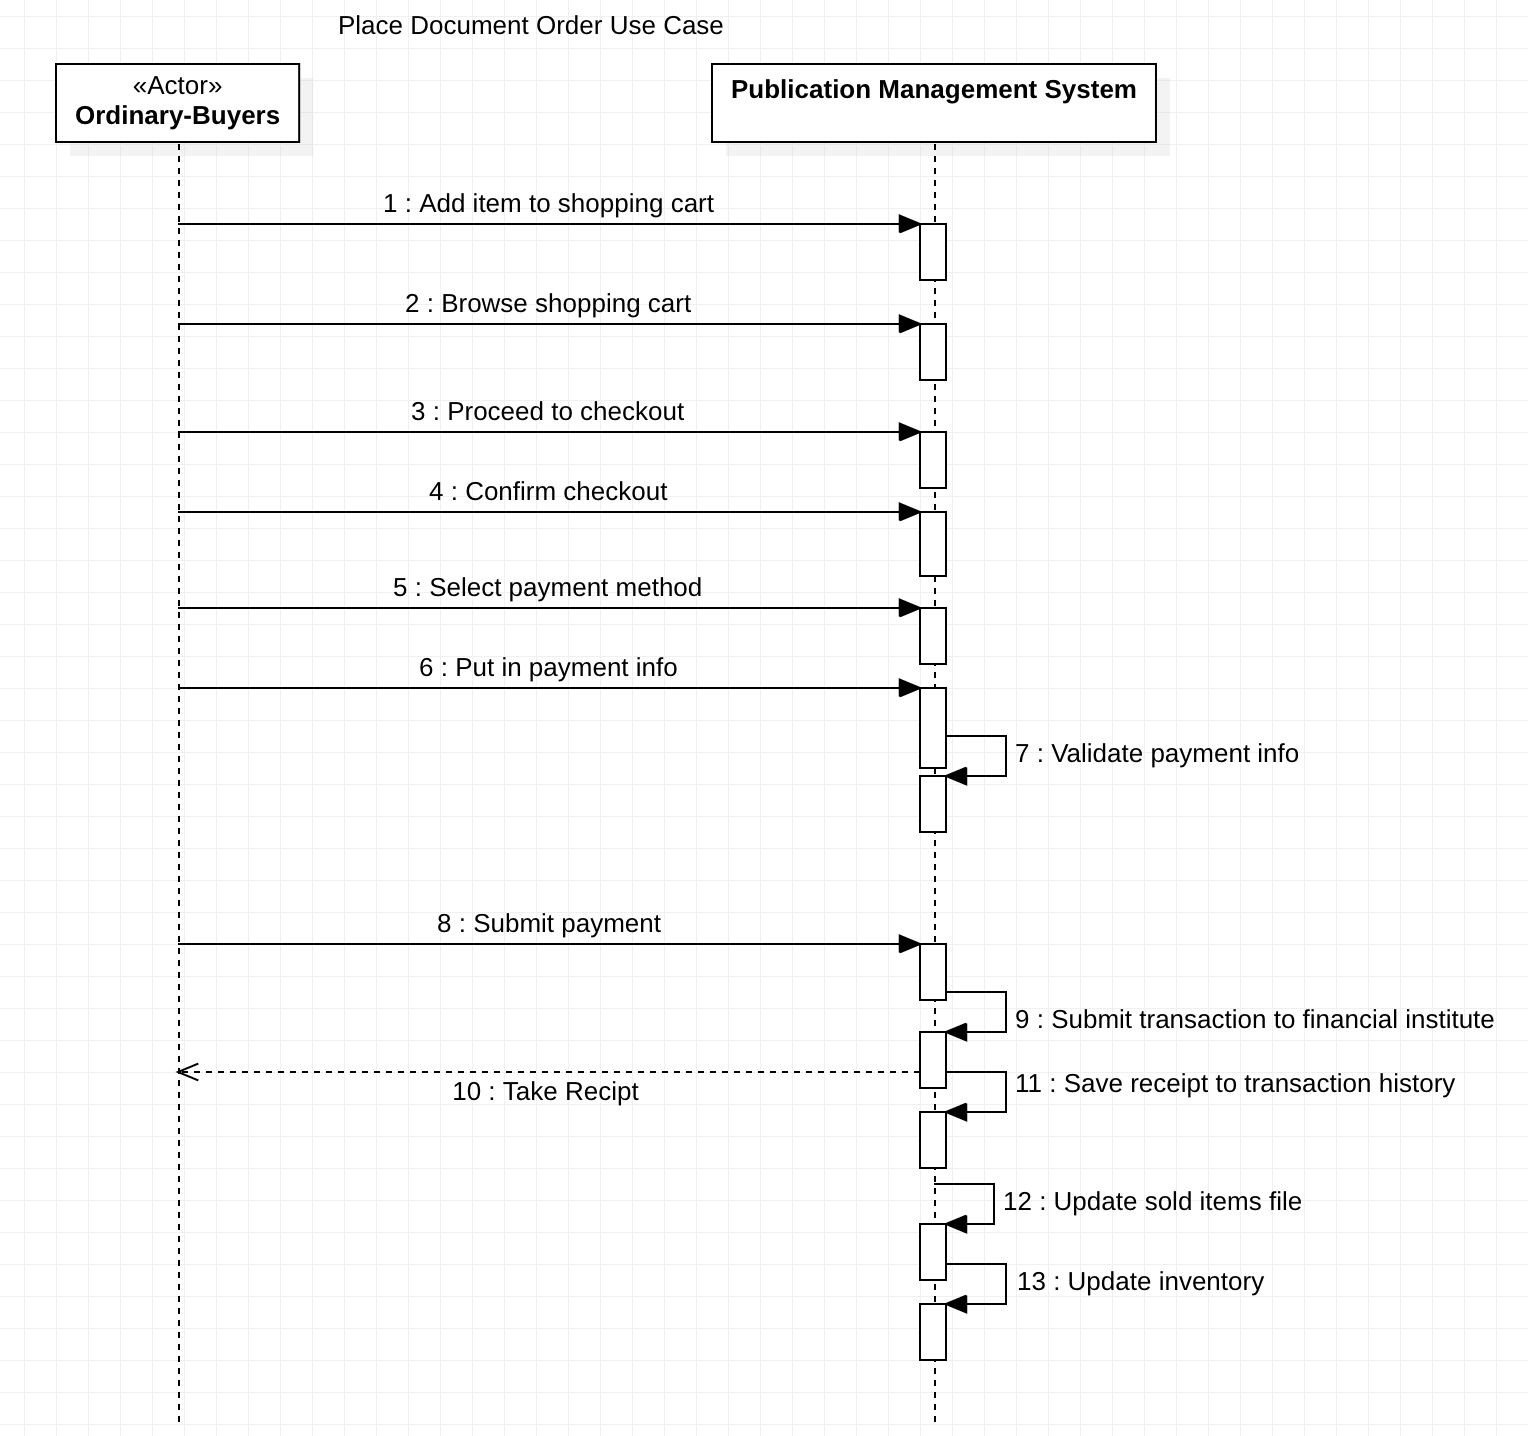 Place Document Order Use Case
«Actor»
Ordinary-Buyers
Publication Management System
1 : Add item to shopping cart
2 : Browse shopping cart
3 : Proceed to checkout
4 : Confirm checkout
5 : Select payment method
6 : Put in payment info
7 : Validate payment info
8 : Submit payment
9 : Submit transaction to financial institute
10 : Take Recipt
11 : Save receipt to transaction history
12 : Update sold items file
13 : Update inventory